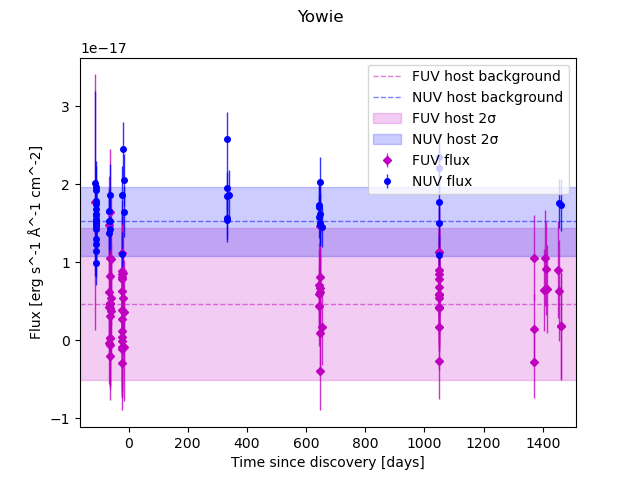 Yowie
1e−17
FUV host background
NUV host background
FUV host 2σ
NUV host 2σ
FUV flux
NUV flux
3
2
1
0
−1
Flux [erg s^-1 Å^-1 cm^-2]
0 200 400 600 800 1000 1200 1400
Time since discovery [days]